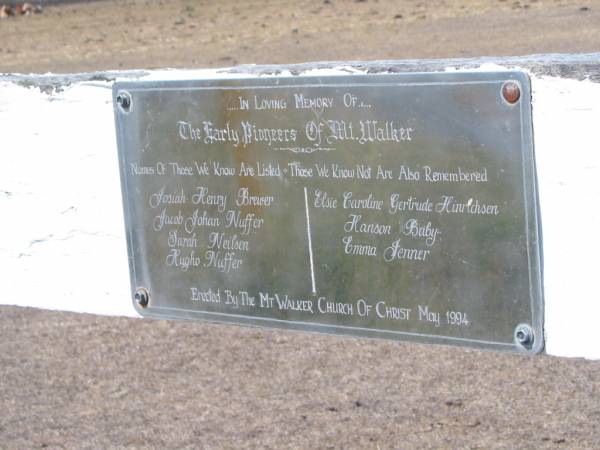 .....In Loving Memory Of.....
The Early Pioneers Of Mt. Walker
Names Of Those We Know Are Listed - Those We Know Not Are Also Remembered
Josiah Henry Brewer
Jacob Johan Nuffer
Sarah Neilsen
Hugho Nuffer
Elsie Caroline Gertrude Hinrichsen
Hanson Baby
Emma Jenner
Erected By The Mt Walker Church Of Christ May 1994